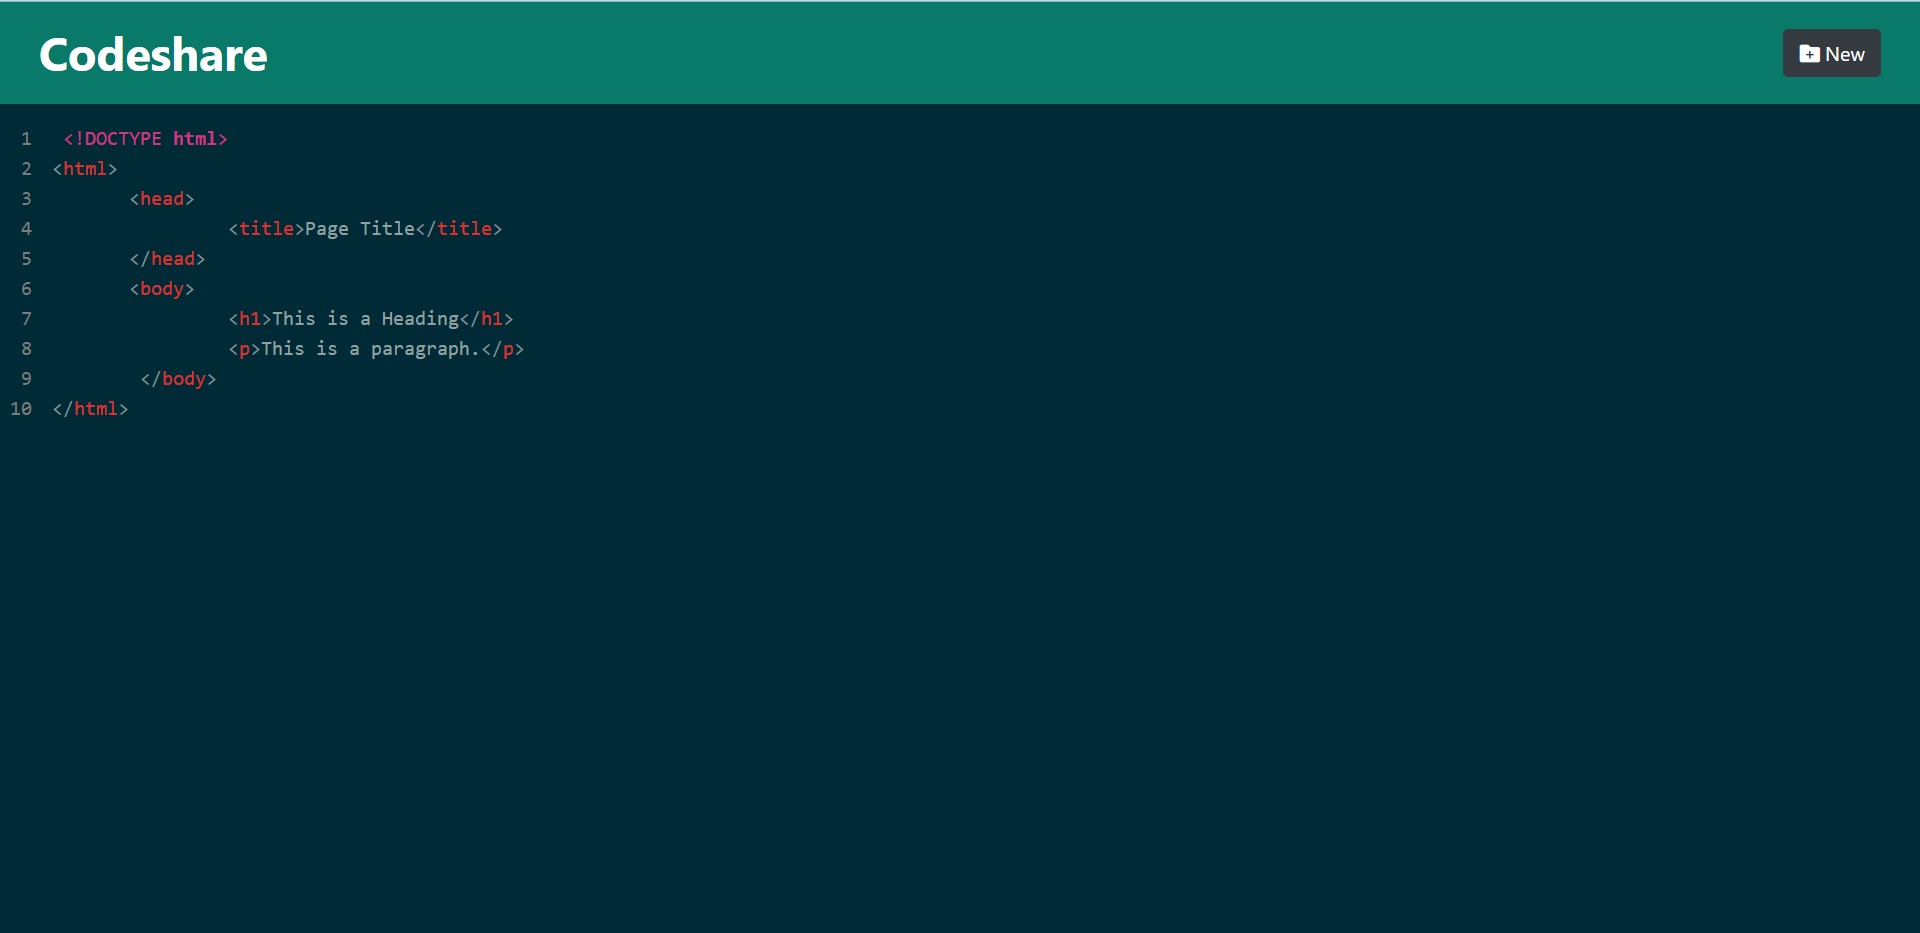 Codeshare
New
1 <!DOCTYPE html>
2 <html>
3 <head>
4 <title>Page Title</title>
5 </head>
6 <body>
7 <h1>This is a Heading</h1>
8 <p>This is a paragraph.</p>
9 </body>
10 </html>